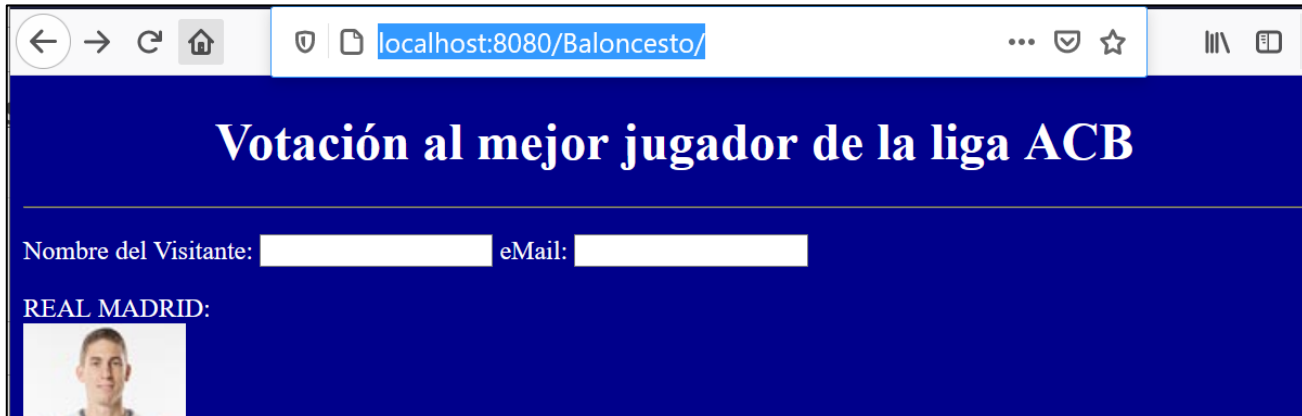 localhost:8080/Baloncesto/
Votación al mejor jugador de la liga ACB
Nombre del Visitante: eMail:
REAL MADRID: